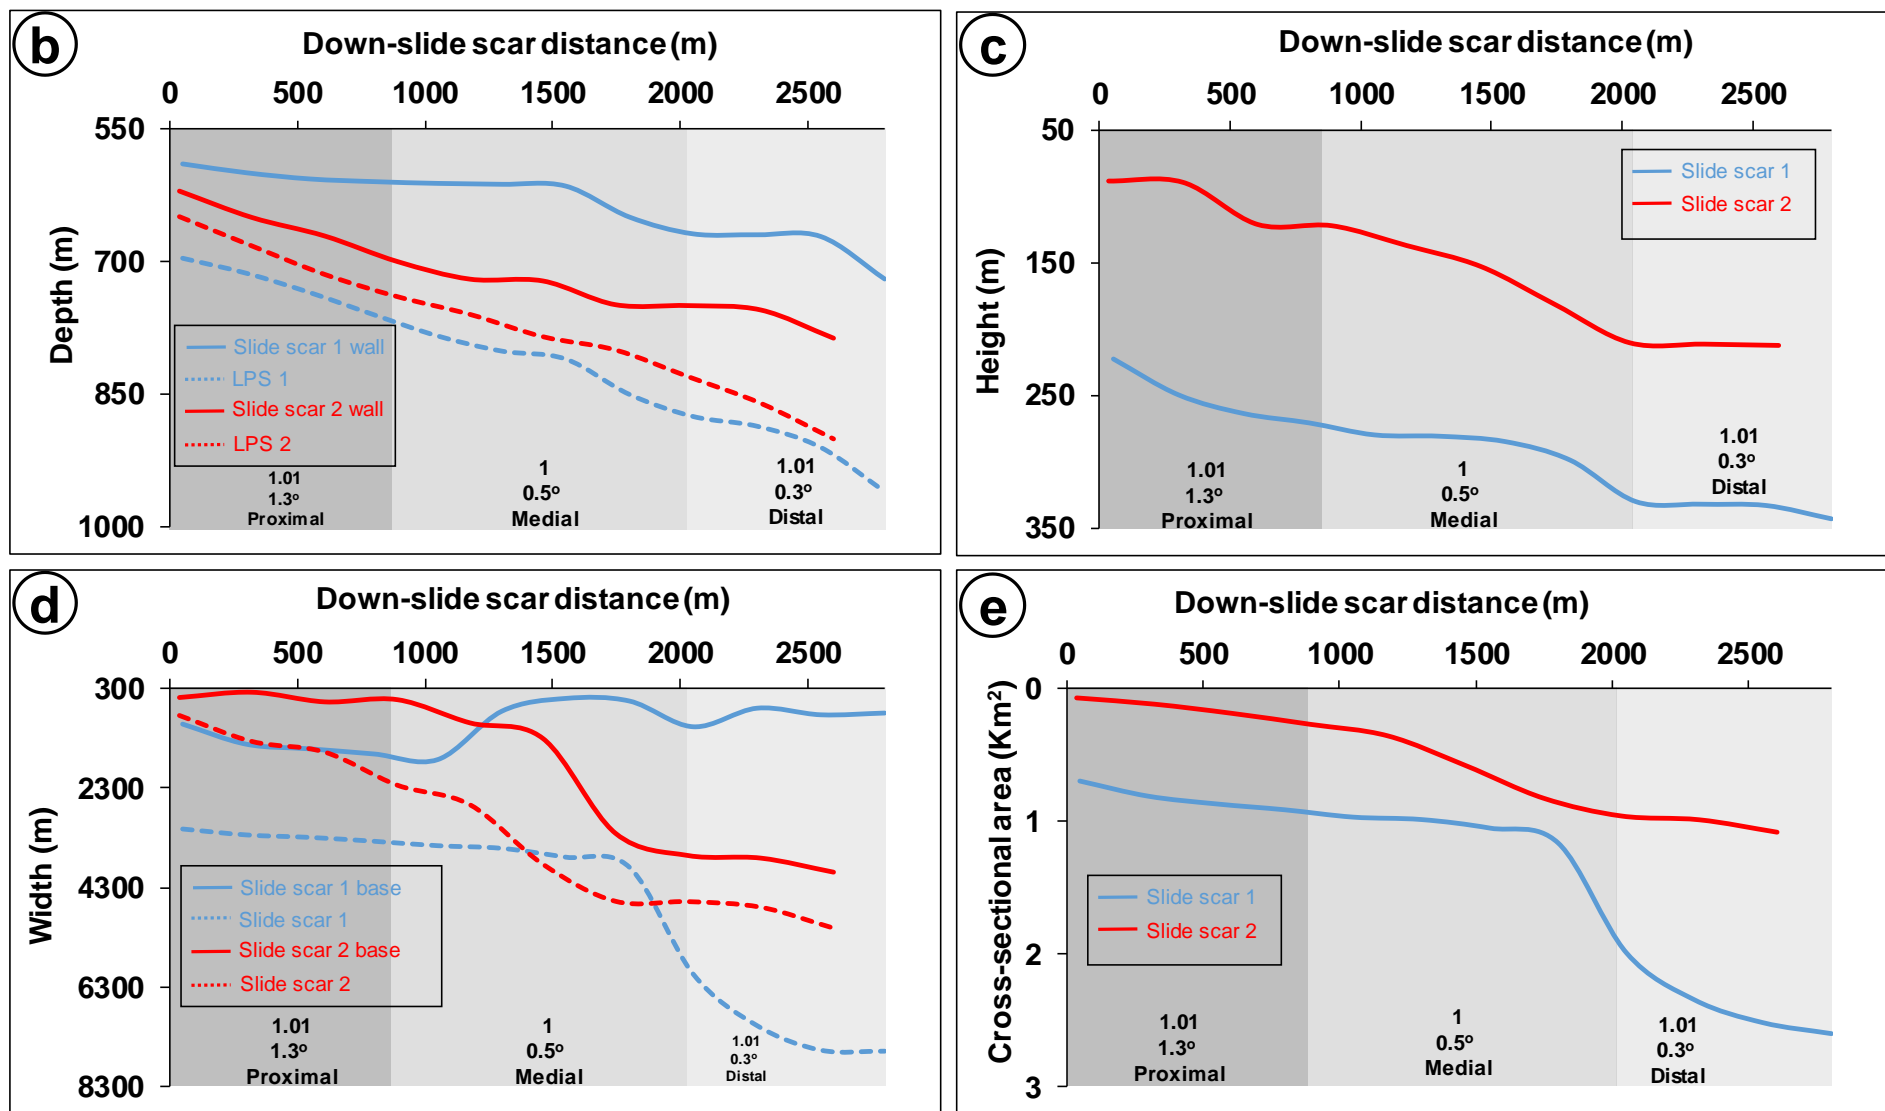 b
Down-slide scar distance (m)
0 500 1000 1500 2000 2500
Depth (m)
550
700
850
1000
Slide scar 1 wall
LPS 1
Slide scar 2 wall
LPS 2
1.01
1.3º
Proximal
1
0.5º
Medial
1.01
0.3º
Distal
c
Down-slide scar distance (m)
0 500 1000 1500 2000 2500
Height (m)
50
150
250
350
Slide scar 1
Slide scar 2
1.01
1.3º
Proximal
1
0.5º
Medial
1.01
0.3º
Distal
d
Down-slide scar distance (m)
0 500 1000 1500 2000 2500
Width (m)
300
2300
4300
6300
8300
Slide scar 1 base
Slide scar 1
Slide scar 2 base
Slide scar 2
1.01
1.3º
Proximal
1
0.5º
Medial
1.01
0.3º
Distal
e
Down-slide scar distance (m)
0 500 1000 1500 2000 2500
Cross-sectional area (Km²)
0
1
2
3
Slide scar 1
Slide scar 2
1.01
1.3º
Proximal
1
0.5º
Medial
1.01
0.3º
Distal